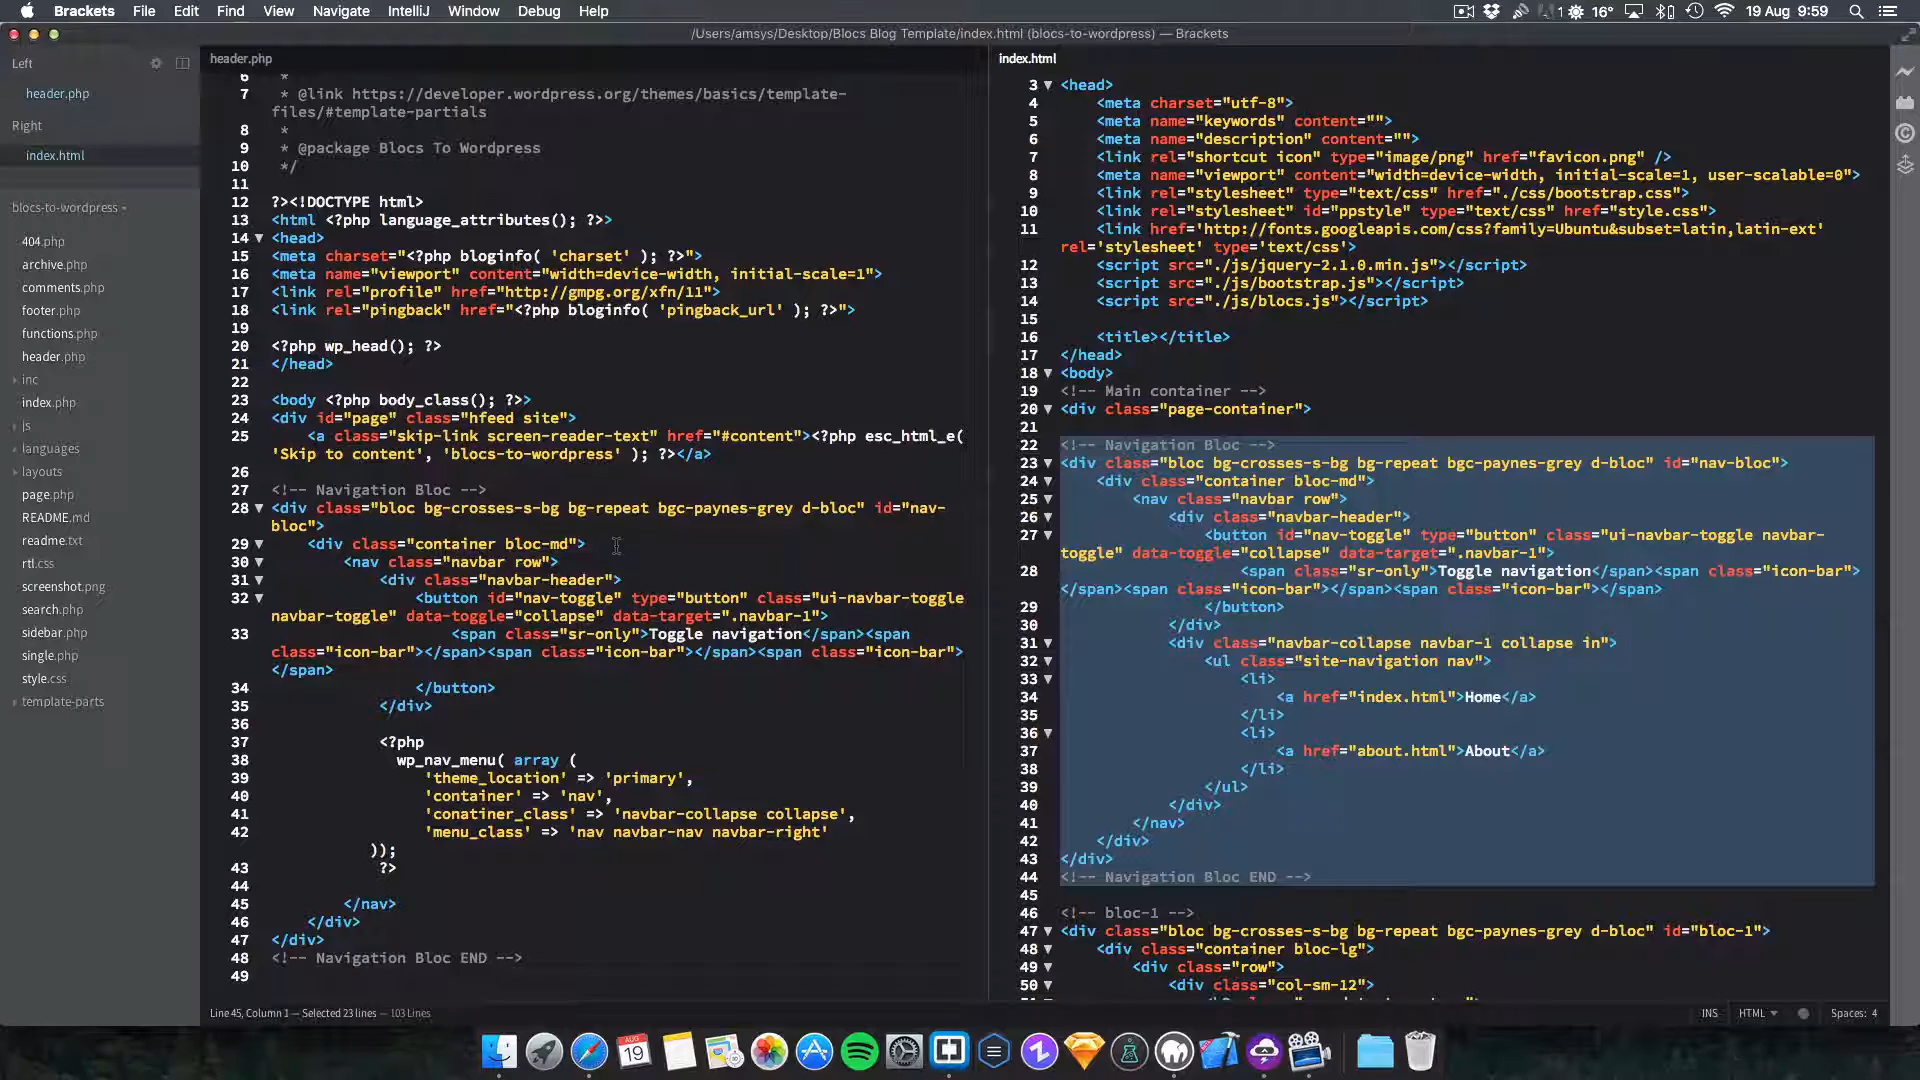 Brackets File Edit Find View Navigate IntelliJ Window Debug Help
1 16° 19 Aug 9:59
/Users/amsys/Desktop/Blocs Blog Template/index.html (blocs-to-wordpress) — Brackets
Left
header.php
Right
index.html
blocs-to-wordpress
404.php
archive.php
comments.php
footer.php
functions.php
header.php
inc
index.php
js
languages
layouts
page.php
README.md
readme.txt
rtl.css
screenshot.png
search.php
sidebar.php
single.php
style.css
template-parts
header.php
6 *
7 * @link https://developer.wordpress.org/themes/basics/template-
files/#template-partials
8 *
9 * @package Blocs To Wordpress
10 */
11
12 ?><!DOCTYPE html>
13 <html <?php language_attributes(); ?>>
14 <head>
15 <meta charset="<?php bloginfo( 'charset' ); ?>">
16 <meta name="viewport" content="width=device-width, initial-scale=1">
17 <link rel="profile" href="http://gmpg.org/xfn/11">
18 <link rel="pingback" href="<?php bloginfo( 'pingback_url' ); ?>">
19
20 <?php wp_head(); ?>
21 </head>
22
23 <body <?php body_class(); ?>>
24 <div id="page" class="hfeed site">
25 <a class="skip-link screen-reader-text" href="#content"><?php esc_html_e(
'Skip to content', 'blocs-to-wordpress' ); ?></a>
26
27 <!-- Navigation Bloc -->
28 <div class="bloc bg-crosses-s-bg bg-repeat bgc-paynes-grey d-bloc" id="nav-
bloc">
29 <div class="container bloc-md">
30 <nav class="navbar row">
31 <div class="navbar-header">
32 <button id="nav-toggle" type="button" class="ui-navbar-toggle
navbar-toggle" data-toggle="collapse" data-target=".navbar-1">
33 <span class="sr-only">Toggle navigation</span><span
class="icon-bar"></span><span class="icon-bar"></span><span class="icon-bar">
</span>
34 </button>
35 </div>
36
37 <?php
38 wp_nav_menu( array (
39 'theme_location' => 'primary',
40 'container' => 'nav',
41 'conatiner_class' => 'navbar-collapse collapse',
42 'menu_class' => 'nav navbar-nav navbar-right'
));
43 ?>
44
45 </nav>
46 </div>
47 </div>
48 <!-- Navigation Bloc END -->
49
Line 45, Column 1 — Selected 23 lines — 103 Lines
index.html
3 <head>
4 <meta charset="utf-8">
5 <meta name="keywords" content="">
6 <meta name="description" content="">
7 <link rel="shortcut icon" type="image/png" href="favicon.png" />
8 <meta name="viewport" content="width=device-width, initial-scale=1, user-scalable=0">
9 <link rel="stylesheet" type="text/css" href="./css/bootstrap.css">
10 <link rel="stylesheet" id="ppstyle" type="text/css" href="style.css">
11 <link href='http://fonts.googleapis.com/css?family=Ubuntu&subset=latin,latin-ext'
rel='stylesheet' type='text/css'>
12 <script src="./js/jquery-2.1.0.min.js"></script>
13 <script src="./js/bootstrap.js"></script>
14 <script src="./js/blocs.js"></script>
15
16 <title></title>
17 </head>
18 <body>
19 <!-- Main container -->
20 <div class="page-container">
21
22 <!-- Navigation Bloc -->
23 <div class="bloc bg-crosses-s-bg bg-repeat bgc-paynes-grey d-bloc" id="nav-bloc">
24 <div class="container bloc-md">
25 <nav class="navbar row">
26 <div class="navbar-header">
27 <button id="nav-toggle" type="button" class="ui-navbar-toggle navbar-
toggle" data-toggle="collapse" data-target=".navbar-1">
28 <span class="sr-only">Toggle navigation</span><span class="icon-bar">
</span><span class="icon-bar"></span><span class="icon-bar"></span>
29 </button>
30 </div>
31 <div class="navbar-collapse navbar-1 collapse in">
32 <ul class="site-navigation nav">
33 <li>
34 <a href="index.html">Home</a>
35 </li>
36 <li>
37 <a href="about.html">About</a>
38 </li>
39 </ul>
40 </div>
41 </nav>
42 </div>
43 </div>
44 <!-- Navigation Bloc END -->
45
46 <!-- bloc-1 -->
47 <div class="bloc bg-crosses-s-bg bg-repeat bgc-paynes-grey d-bloc" id="bloc-1">
48 <div class="container bloc-lg">
49 <div class="row">
50 <div class="col-sm-12">
INS HTML Spaces: 4
AUG
19